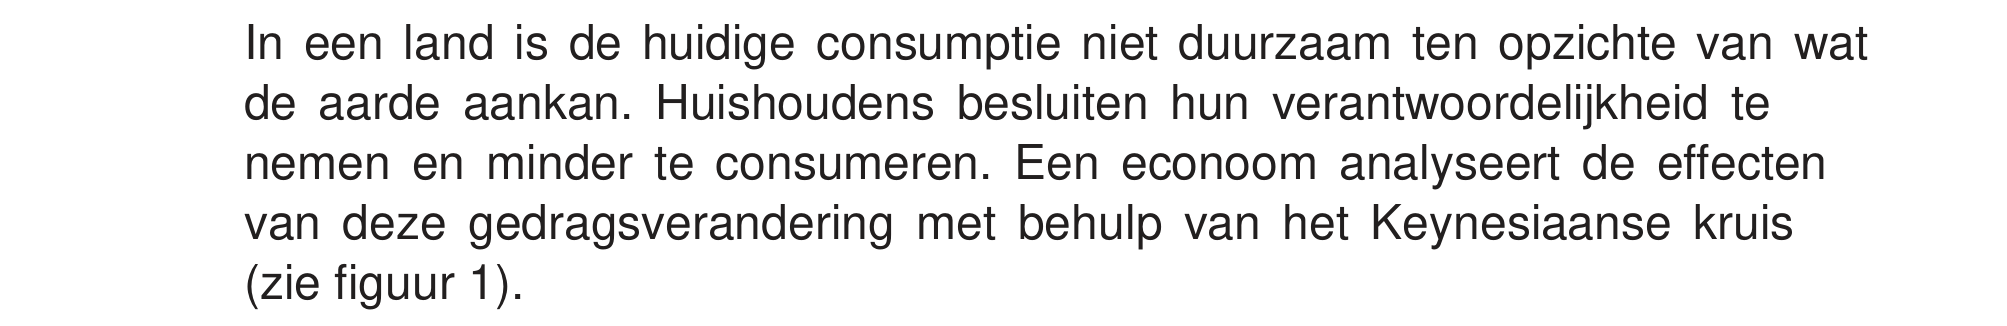 In een land is de huidige consumptie niet duurzaam ten opzichte van wat
de aarde aankan. Huishoudens besluiten hun verantwoordelijkheid te
nemen en minder te consumeren. Een econoom analyseert de effecten
van deze gedragsverandering met behulp van het Keynesiaanse kruis
(zie figuur 1).